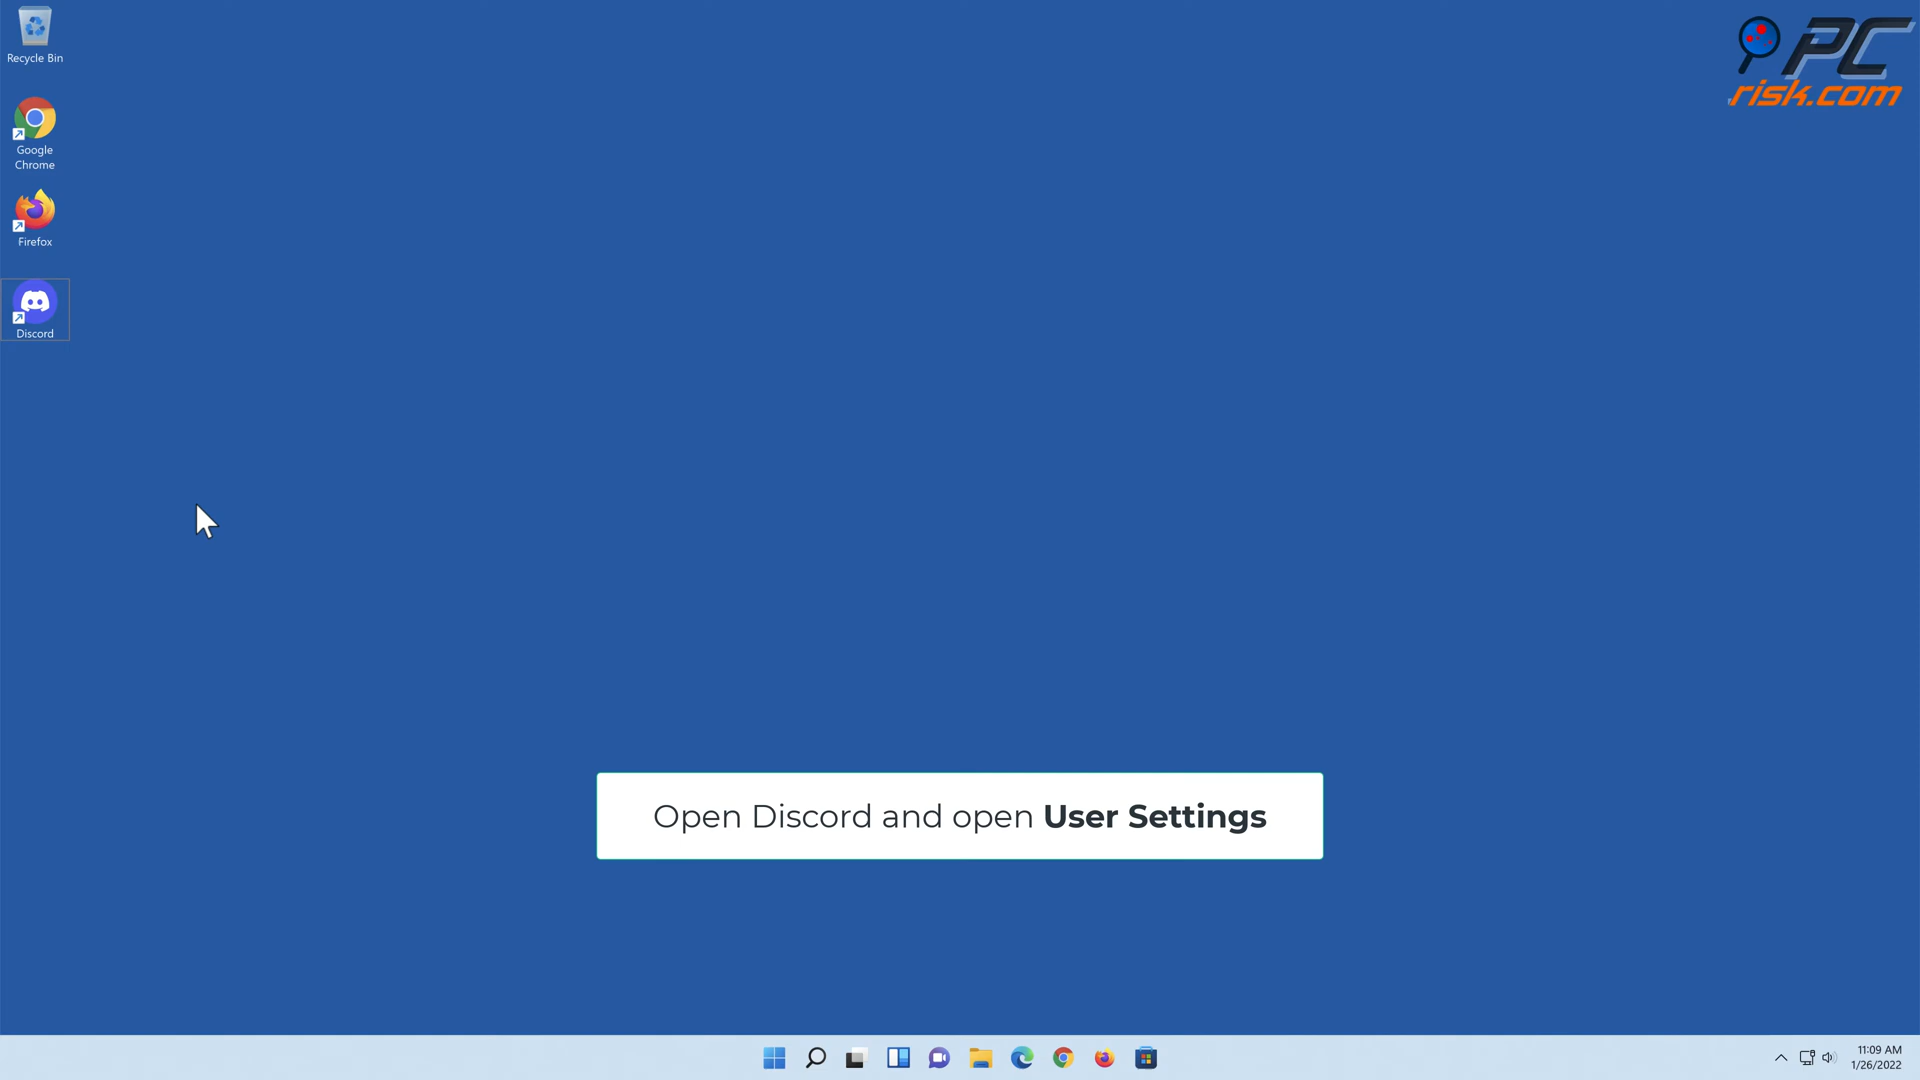 Recycle Bin
PC
risk.com
Google
Chrome
Firefox
Discord
Open Discord and open User Settings
11:09 AM
1/26/2022